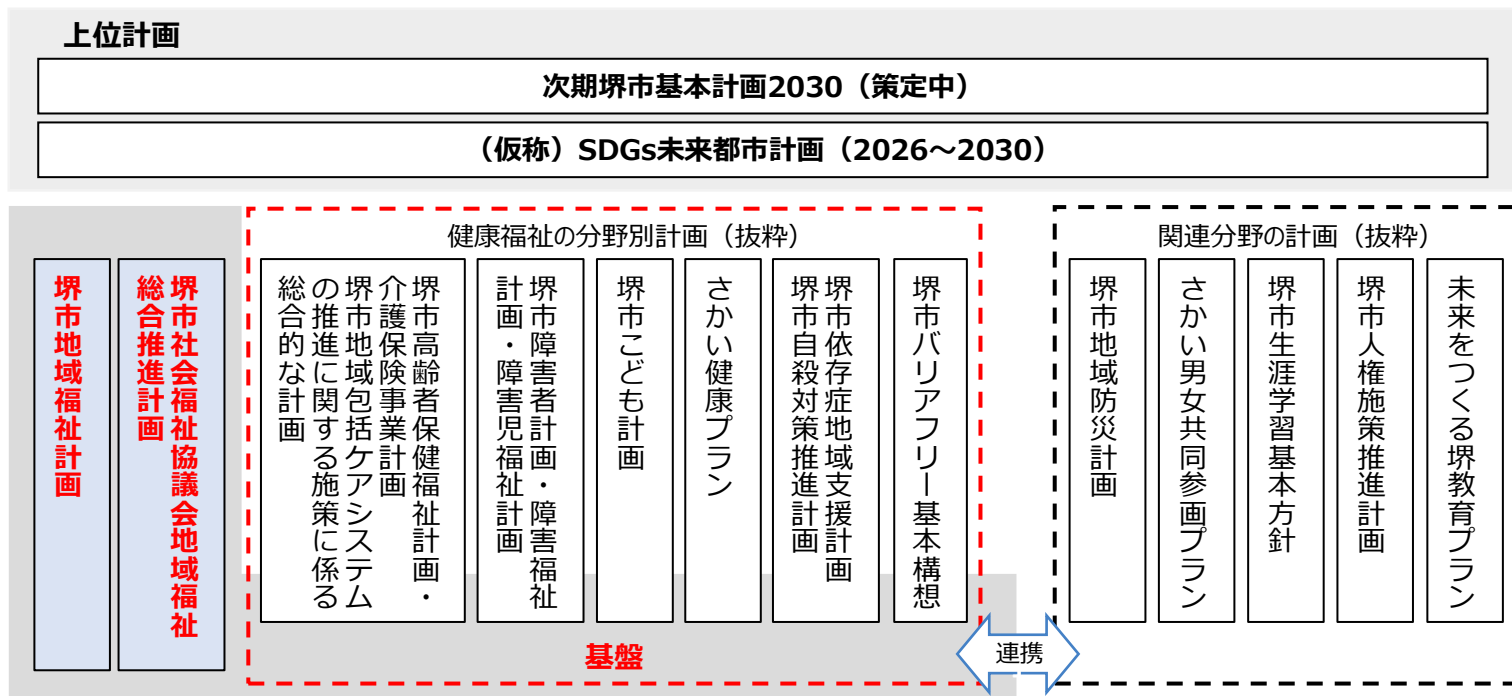 上位計画
次期堺市基本計画2030（策定中）
（仮称）SDGs未来都市計画（2026～2030）
堺市地域福祉計画
堺市社会福祉協議会地域福祉
総合推進計画
健康福祉の分野別計画（抜粋）
堺市高齢者保健福祉計画・
介護保険事業計画
堺市地域包括ケアシステム
の推進に関する施策に係る
総合的な計画
堺市障害者計画・障害福祉
計画・障害児福祉計画
堺市こども計画
さかい健康プラン
堺市依存症地域支援計画
堺市自殺対策推進計画
堺市バリアフリー基本構想
基盤
連携
関連分野の計画（抜粋）
堺市地域防災計画
さかい男女共同参画プラン
堺市生涯学習基本方針
堺市人権施策推進計画
未来をつくる堺教育プラン